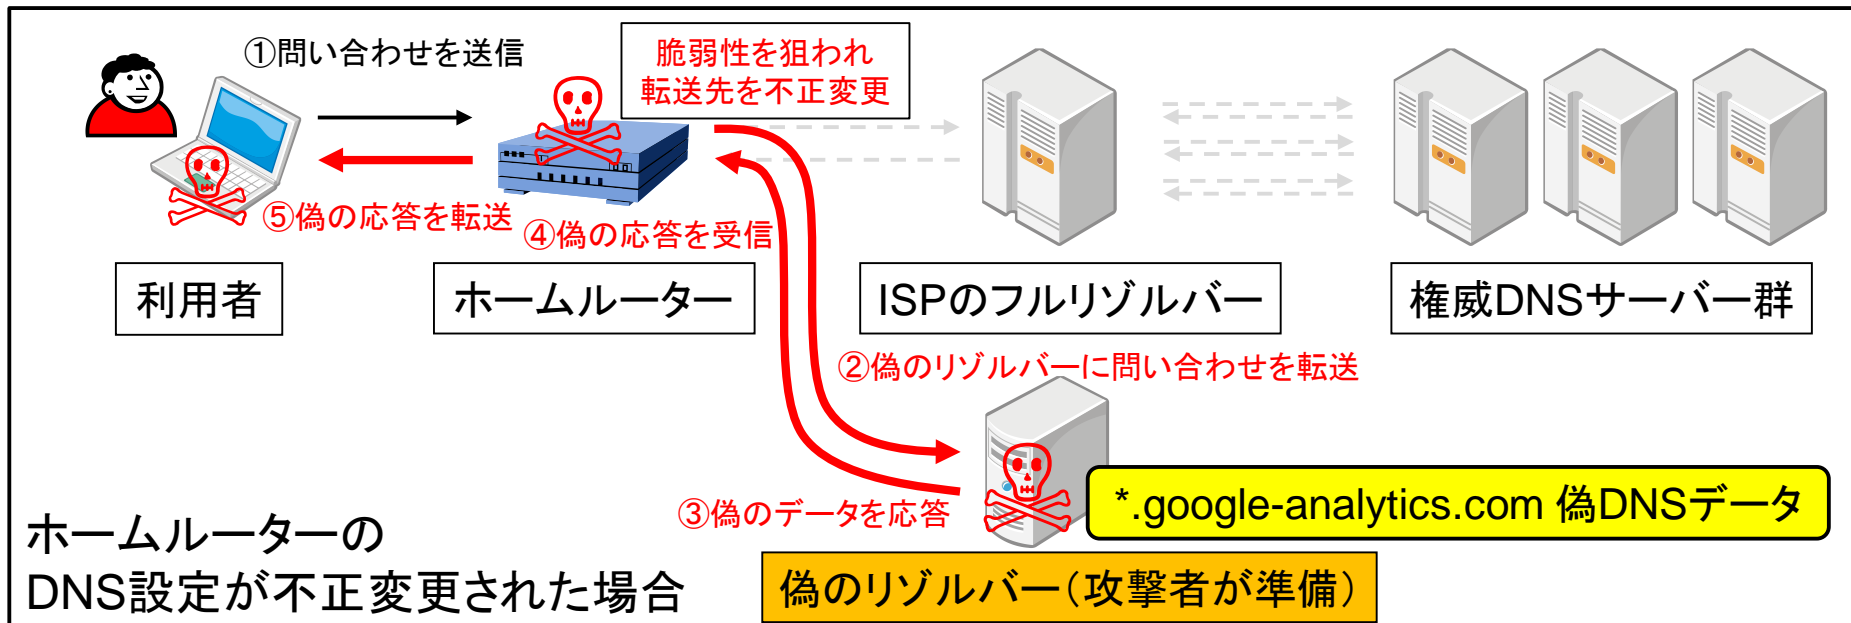 ①問い合わせを送信
脆弱性を狙われ
転送先を不正変更
⑤偽の応答を転送
④偽の応答を受信
利用者
ホームルーター
ISPのフルリゾルバー
権威DNSサーバー群
②偽のリゾルバーに問い合わせを転送
③偽のデータを応答
*.google-analytics.com 偽DNSデータ
ホームルーターの
DNS設定が不正変更された場合
偽のリゾルバー(攻撃者が準備)